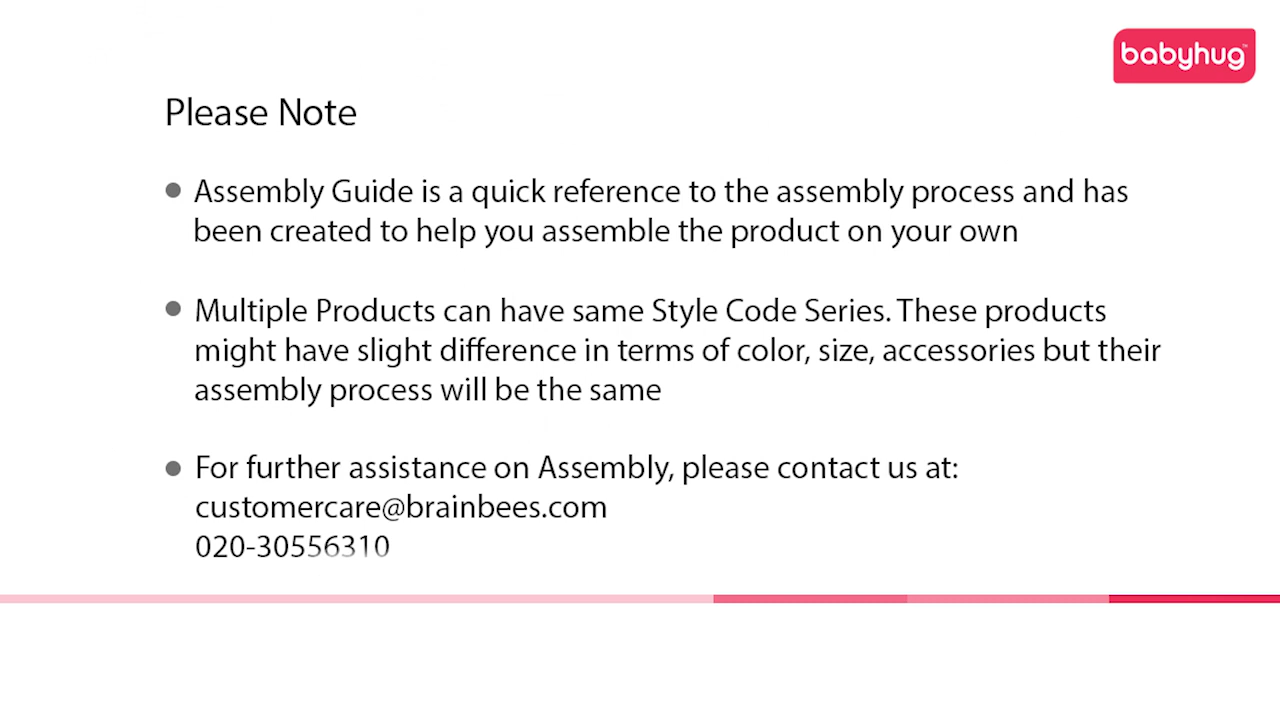 babyhug™
Please Note
Assembly Guide is a quick reference to the assembly process and has
been created to help you assemble the product on your own
Multiple Products can have same Style Code Series. These products
might have slight difference in terms of color, size, accessories but their
assembly process will be the same
For further assistance on Assembly, please contact us at:
customercare@brainbees.com
020-30556310